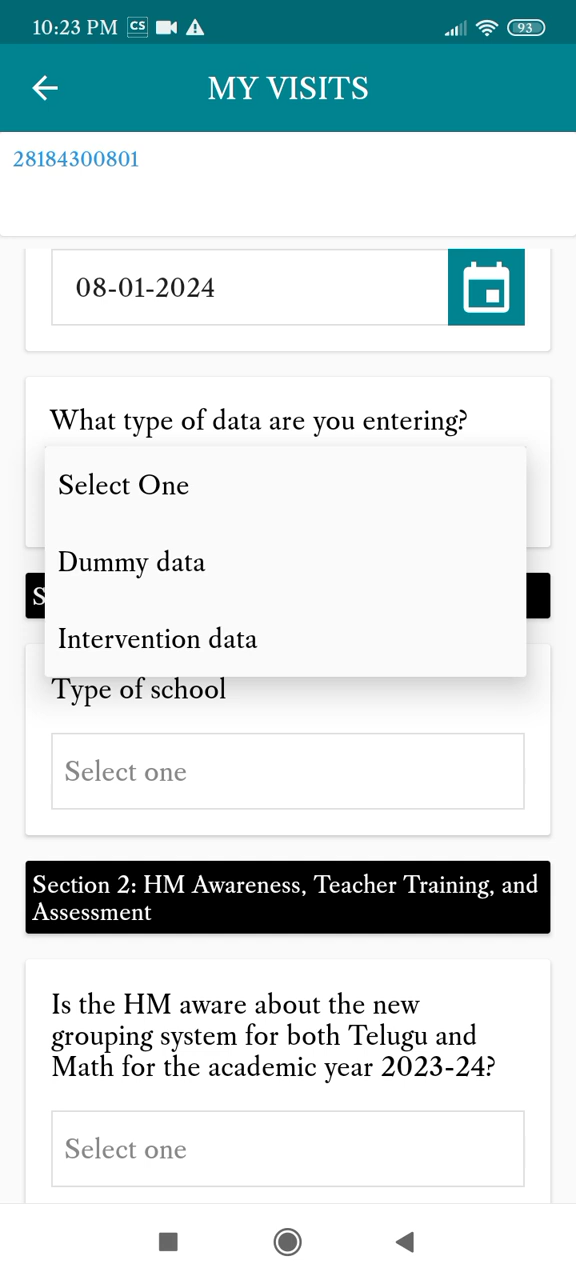 10:23 PM CS 93
MY VISITS
28184300801
08-01-2024
What type of data are you entering?
Select One
Dummy data
Intervention data
S
Type of school
Select one
Section 2: HM Awareness, Teacher Training, and
Assessment
Is the HM aware about the new
grouping system for both Telugu and
Math for the academic year 2023-24?
Select one